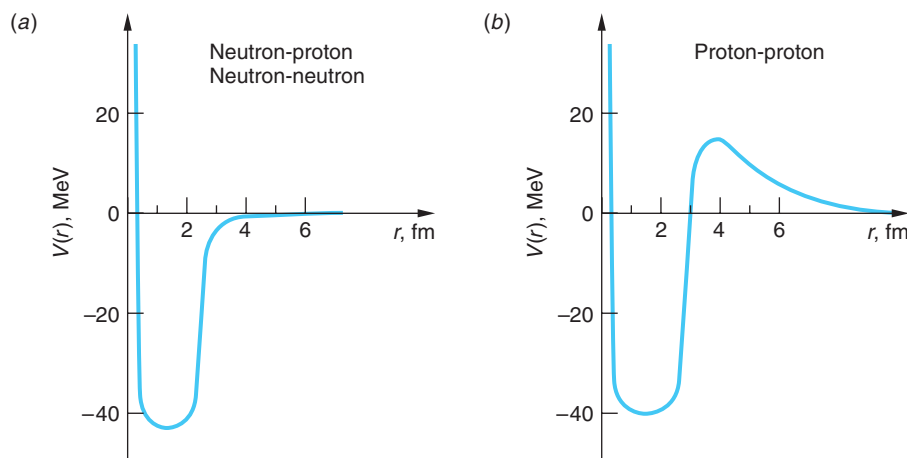 (a)
Neutron-proton
Neutron-neutron
20
0
–20
–40
V(r), MeV
2
4
6
r, fm
(b)
Proton-proton
20
0
–20
–40
V(r), MeV
2
4
6
r, fm